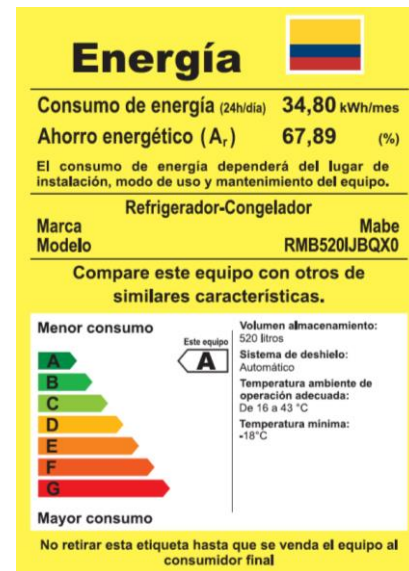 Energía
Consumo de energía (24h/día) 34,80 kWh/mes
Ahorro energético (Ar) 67,89 (%)
El consumo de energía dependerá del lugar de
instalación, modo de uso y mantenimiento del equipo.
Refrigerador-Congelador
Marca Mabe
Modelo RMB520IJBQX0
Compare este equipo con otros de
similares características.
Menor consumo
Este equipo
A
A
B
C
D
E
F
G
Mayor consumo
Volumen almacenamiento:
520 litros
Sistema de deshielo:
Automático
Temperatura ambiente de
operación adecuada:
De 16 a 43 °C
Temperatura mínima:
-18°C
No retirar esta etiqueta hasta que se venda el equipo al
consumidor final